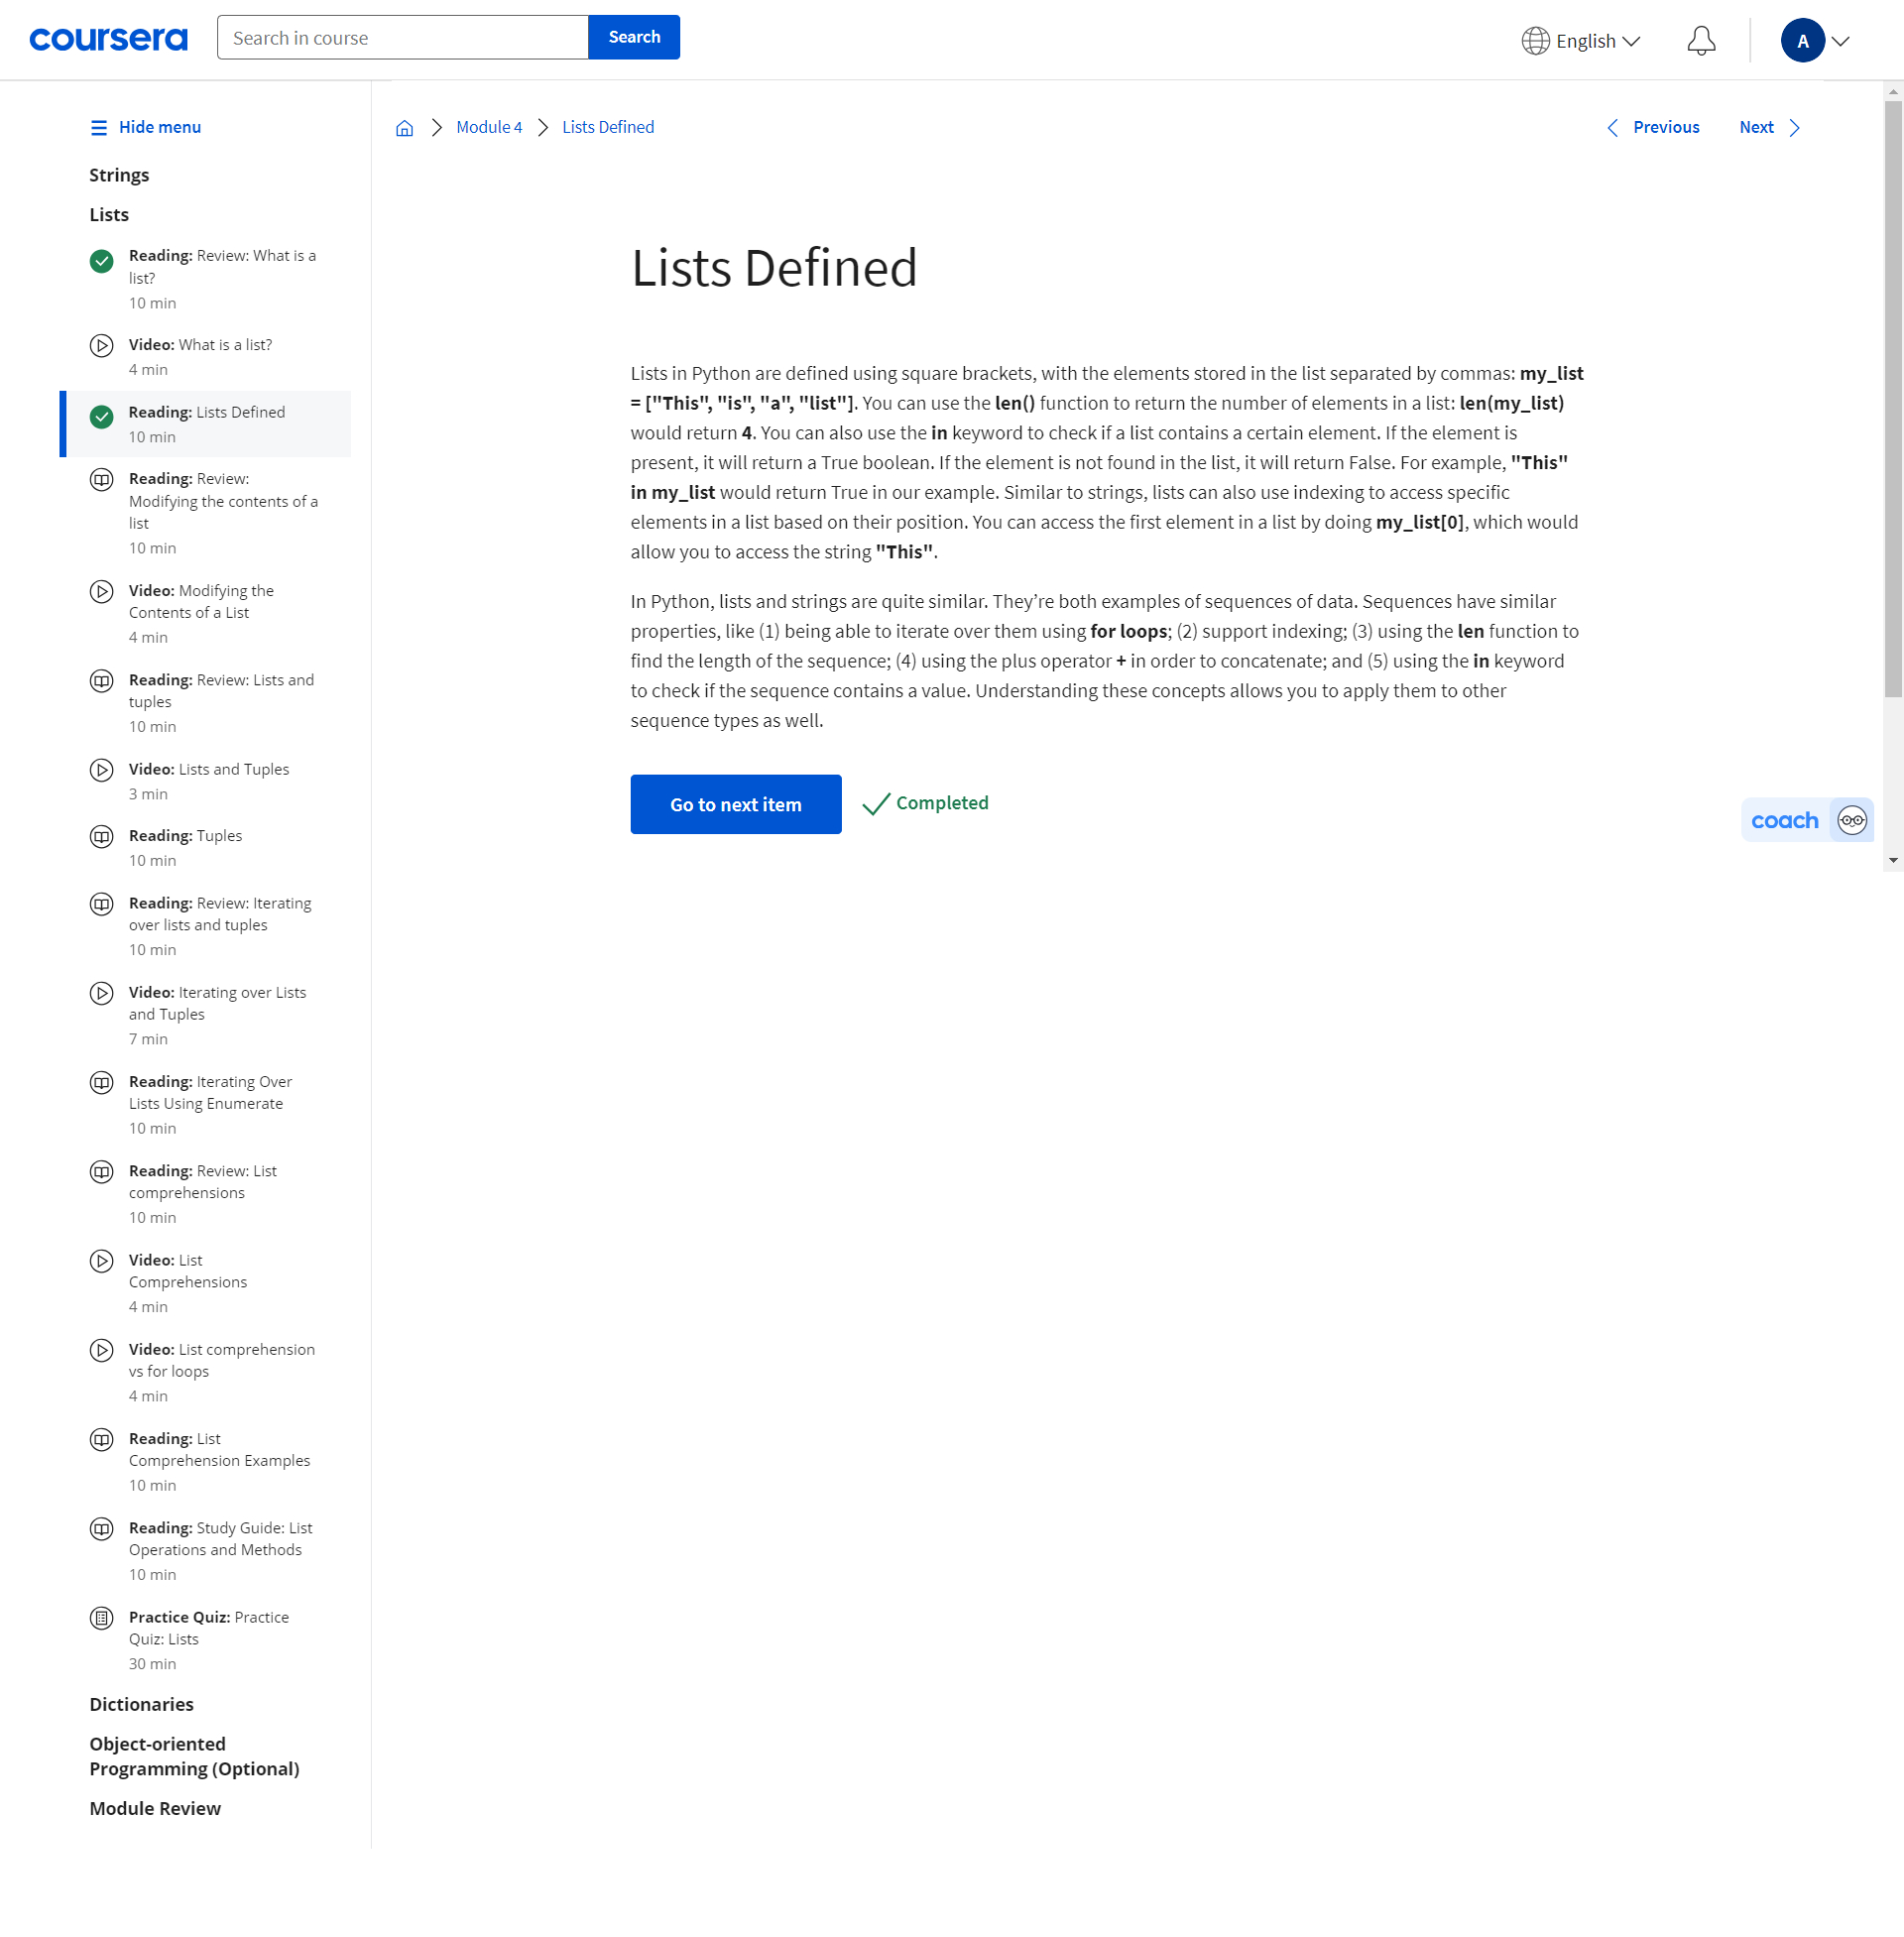 coursera
Search in course
Search
English
A
Hide menu
Strings
Lists
Reading: Review: What is a
list?
10 min
Video: What is a list?
4 min
Reading: Lists Defined
10 min
Reading: Review:
Modifying the contents of a
list
10 min
Video: Modifying the
Contents of a List
4 min
Reading: Review: Lists and
tuples
10 min
Video: Lists and Tuples
3 min
Reading: Tuples
10 min
Reading: Review: Iterating
over lists and tuples
10 min
Video: Iterating over Lists
and Tuples
7 min
Reading: Iterating Over
Lists Using Enumerate
10 min
Reading: Review: List
comprehensions
10 min
Video: List
Comprehensions
4 min
Video: List comprehension
vs for loops
4 min
Reading: List
Comprehension Examples
10 min
Reading: Study Guide: List
Operations and Methods
10 min
Practice Quiz: Practice
Quiz: Lists
30 min
Dictionaries
Object-oriented
Programming (Optional)
Module Review
Module 4
Lists Defined
Previous
Next
Lists Defined
Lists in Python are defined using square brackets, with the elements stored in the list separated by commas: my_list
= ["This", "is", "a", "list"]. You can use the len() function to return the number of elements in a list: len(my_list)
would return 4. You can also use the in keyword to check if a list contains a certain element. If the element is
present, it will return a True boolean. If the element is not found in the list, it will return False. For example, "This"
in my_list would return True in our example. Similar to strings, lists can also use indexing to access specific
elements in a list based on their position. You can access the first element in a list by doing my_list[0], which would
allow you to access the string "This".
In Python, lists and strings are quite similar. They’re both examples of sequences of data. Sequences have similar
properties, like (1) being able to iterate over them using for loops; (2) support indexing; (3) using the len function to
find the length of the sequence; (4) using the plus operator + in order to concatenate; and (5) using the in keyword
to check if the sequence contains a value. Understanding these concepts allows you to apply them to other
sequence types as well.
Go to next item
Completed
coach